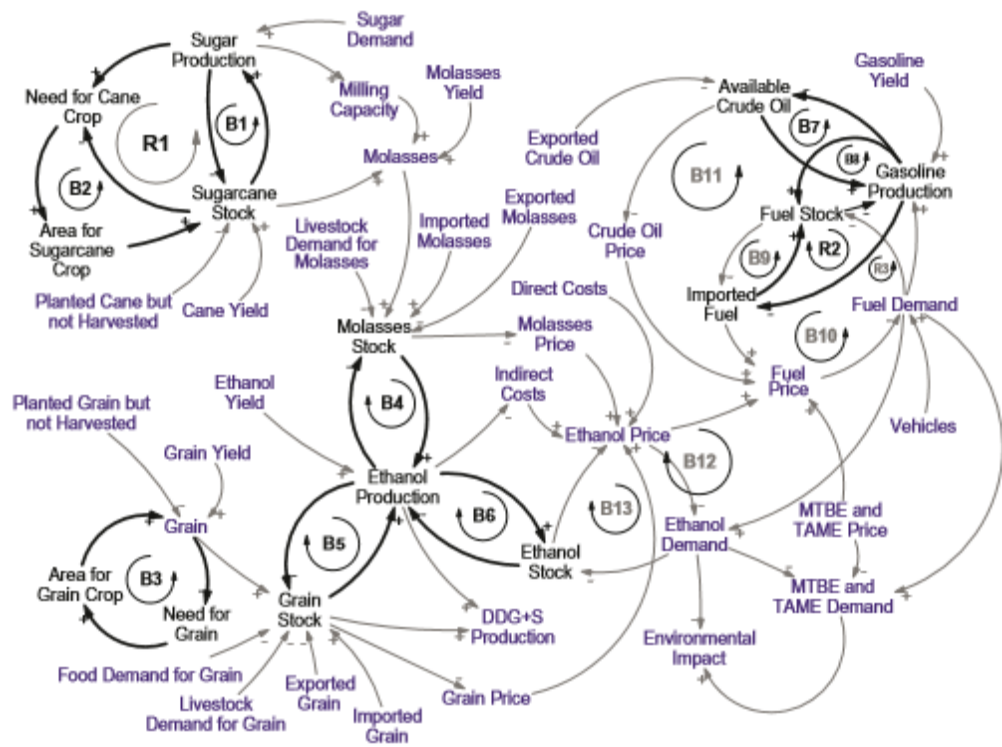 Sugar
Demand
Sugar
Production
Need for Cane
Crop
Milling
Capacity
Molasses
Yield
Available
Crude Oil
Gasoline
Yield
R1
B1
B2
Molasses
Exported
Crude Oil
B7
B8
B11
Gasoline
Production
Sugarcane
Stock
Area for
Sugarcane
Crop
Livestock
Demand for
Molasses
Imported
Molasses
Exported
Molasses
Crude Oil
Price
Fuel Stock
B9
R2
R3
Planted Cane but
not Harvested
Cane Yield
Direct Costs
Imported
Fuel
Fuel Demand
Molasses
Stock
Molasses
Price
B10
Planted Grain but
not Harvested
Ethanol
Yield
B4
Indirect
Costs
Fuel
Price
Ethanol Price
Vehicles
Grain Yield
B12
Ethanol
Production
Grain
B5
B6
B13
Ethanol
Demand
MTBE and
TAME Price
Area for
Grain Crop
B3
Ethanol
Stock
Need for
Grain
Grain
Stock
DDG+S
Production
MTBE and
TAME Demand
Environmental
Impact
Food Demand for Grain
Livestock
Demand for Grain
Exported
Grain
Imported
Grain
Grain Price